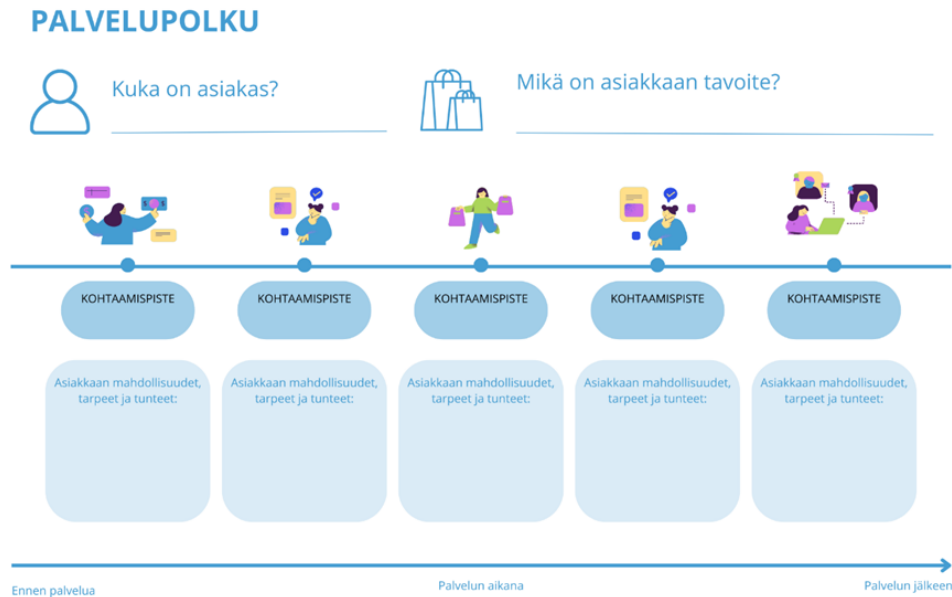 PALVELUPOLKU
Kuka on asiakas?
Mikä on asiakkaan tavoite?
KOHTAAMISPISTE
KOHTAAMISPISTE
KOHTAAMISPISTE
KOHTAAMISPISTE
KOHTAAMISPISTE
Asiakkaan mahdollisuudet,
tarpeet ja tunteet:
Asiakkaan mahdollisuudet,
tarpeet ja tunteet:
Asiakkaan mahdollisuudet,
tarpeet ja tunteet:
Asiakkaan mahdollisuudet,
tarpeet ja tunteet:
Asiakkaan mahdollisuudet,
tarpeet ja tunteet:
Ennen palvelua
Palvelun aikana
Palvelun jälkeen